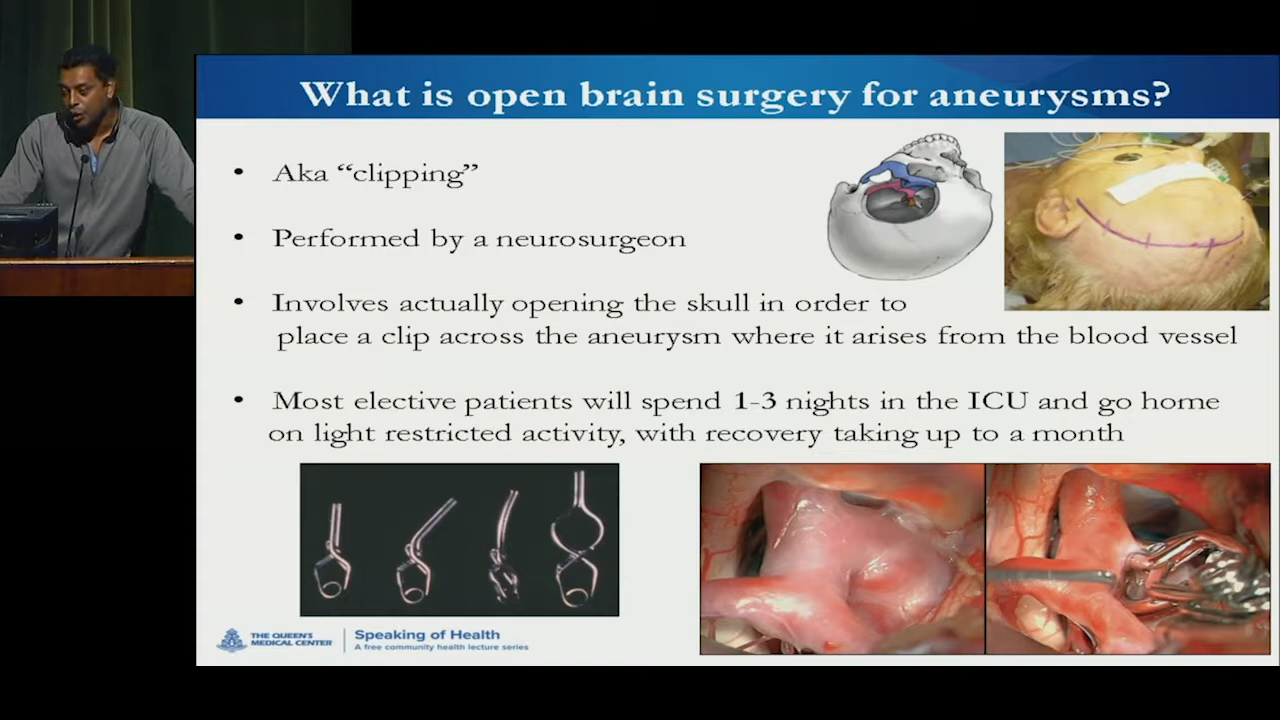 What is open brain surgery for aneurysms?
• Aka “clipping”
• Performed by a neurosurgeon
• Involves actually opening the skull in order to
place a clip across the aneurysm where it arises from the blood vessel
• Most elective patients will spend 1-3 nights in the ICU and go home
on light restricted activity, with recovery taking up to a month
THE QUEEN'S
MEDICAL CENTER
Speaking of Health
A free community health lecture series